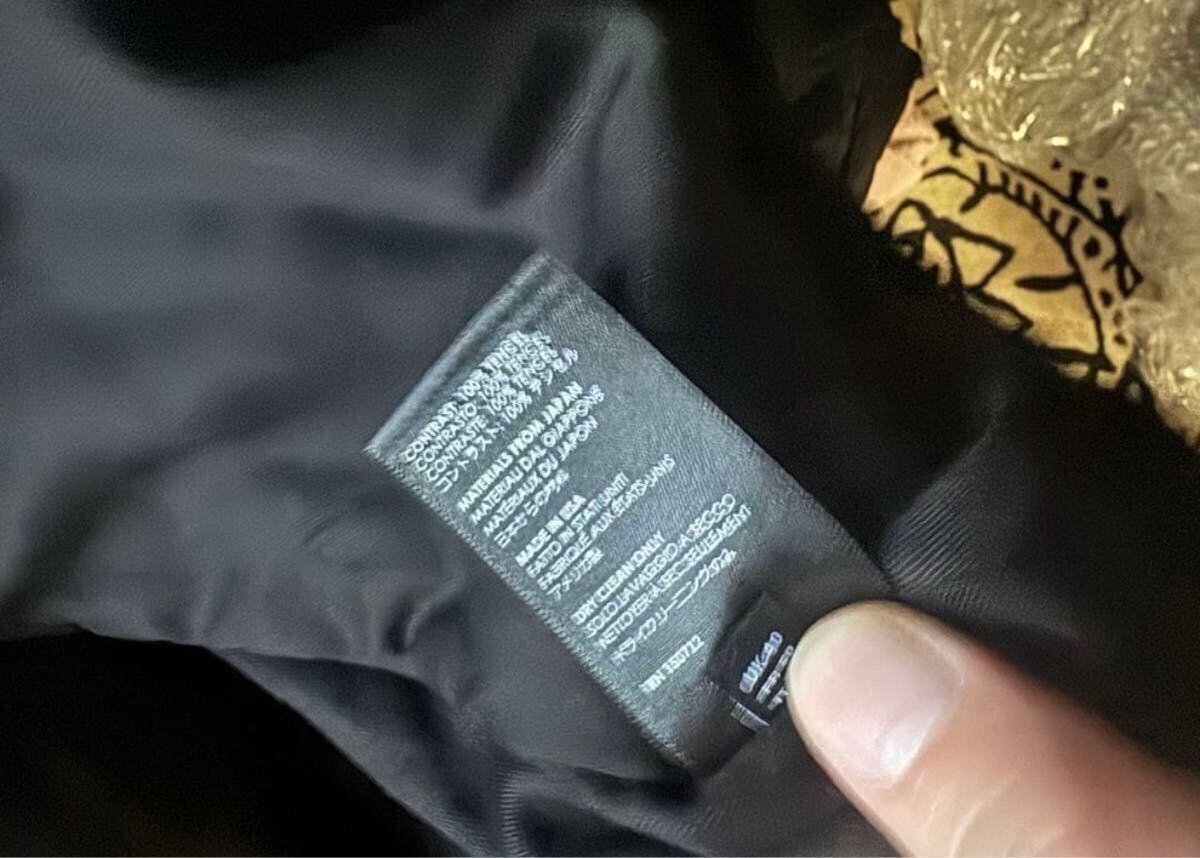 CONTRAST: 100% TENCEL
CONTRASTO: 100% TENCEL
CONTRASTE: 100% TENCEL
コントラスト: 100% テンセル
MATERIALS FROM JAPAN
MATERIALI DAL GIAPPONE
MATÉRIAUX DU JAPON
MADE IN USA
FATTO IN STATI UNITI
FABRIQUÉ AUX ÉTATS-UNIS
アメリカ製
DRY CLEAN ONLY
SOLO LAVAGGIO A SECCO
NETTOYER À SEC SEULEMENT
ドライクリーニングのみ
UK-40